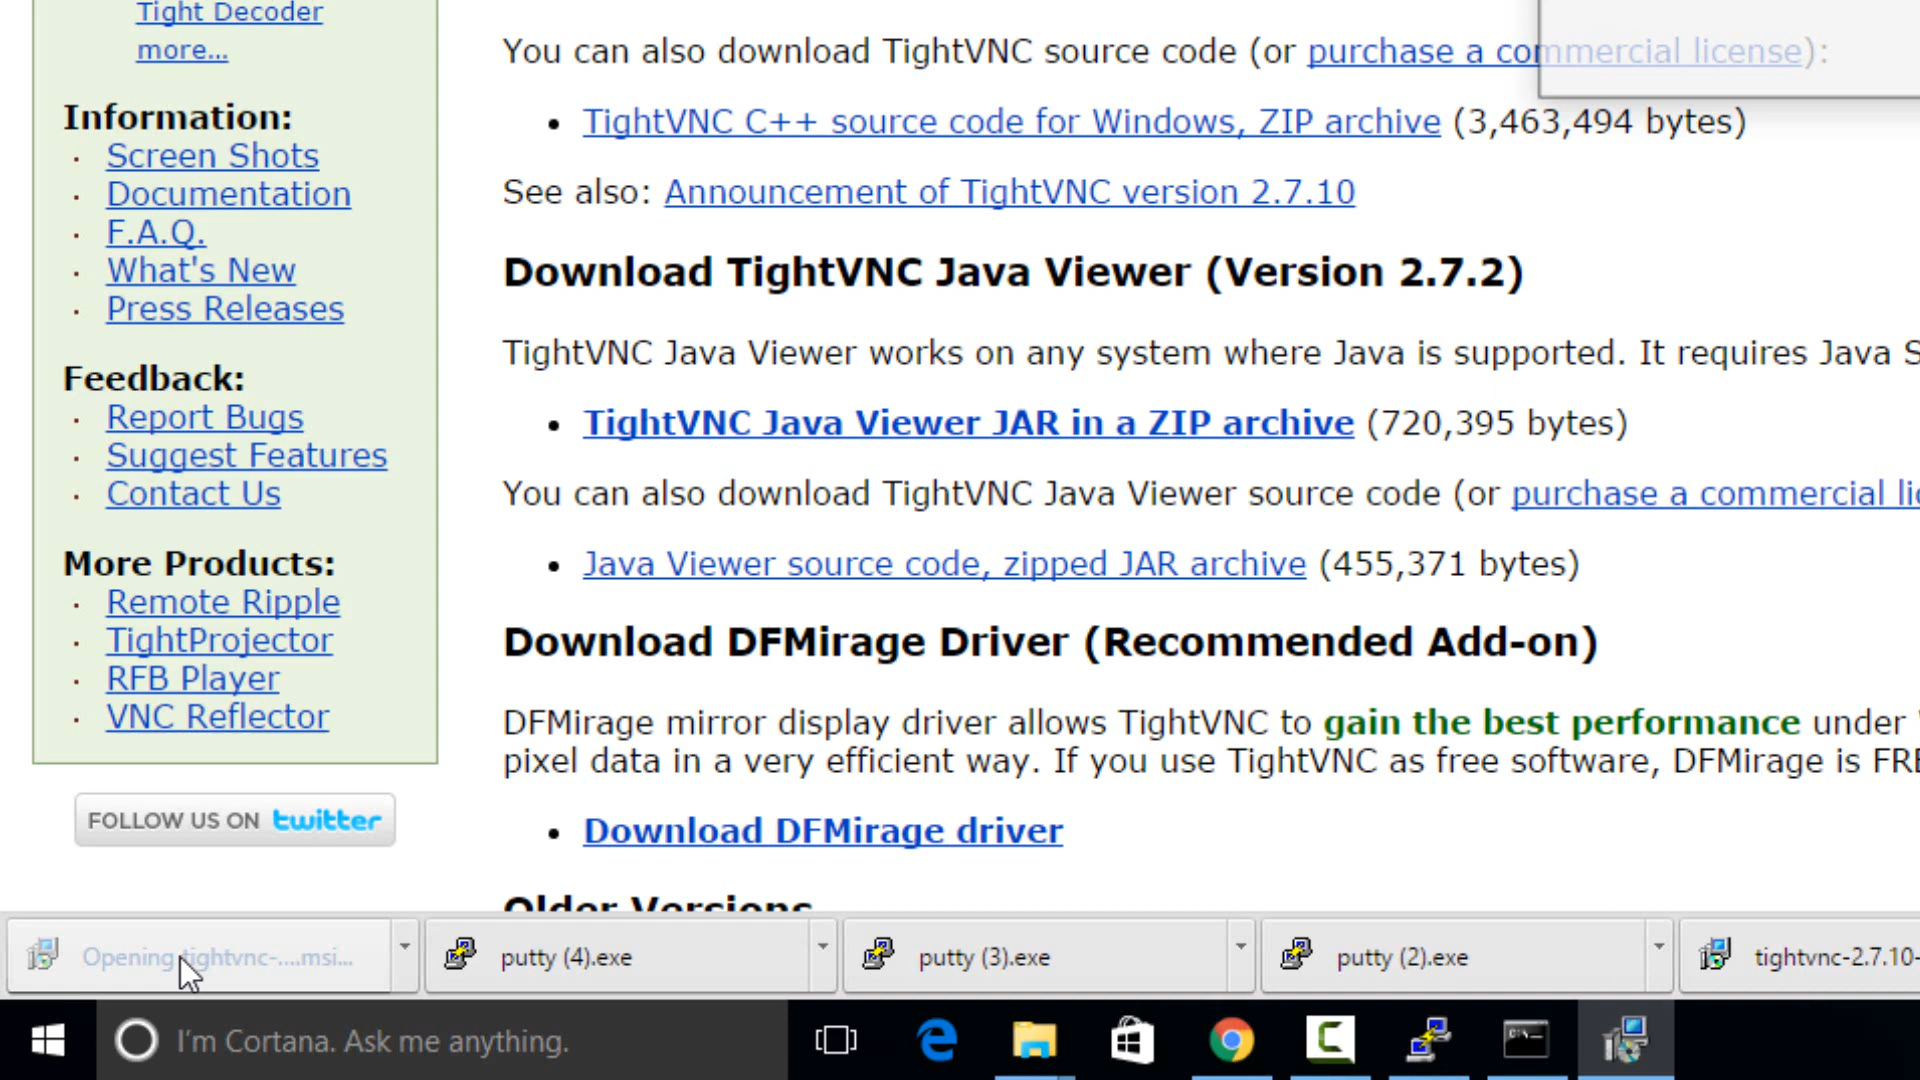 Tight Decoder
more...
Information:
Screen Shots
Documentation
F.A.Q.
What's New
Press Releases
Feedback:
Report Bugs
Suggest Features
Contact Us
More Products:
Remote Ripple
TightProjector
RFB Player
VNC Reflector
FOLLOW US ON twitter
You can also download TightVNC source code (or purchase a commercial license):
TightVNC C++ source code for Windows, ZIP archive (3,463,494 bytes)
See also: Announcement of TightVNC version 2.7.10
Download TightVNC Java Viewer (Version 2.7.2)
TightVNC Java Viewer works on any system where Java is supported. It requires Java S
TightVNC Java Viewer JAR in a ZIP archive (720,395 bytes)
You can also download TightVNC Java Viewer source code (or purchase a commercial lic
Java Viewer source code, zipped JAR archive (455,371 bytes)
Download DFMirage Driver (Recommended Add-on)
DFMirage mirror display driver allows TightVNC to gain the best performance under
pixel data in a very efficient way. If you use TightVNC as free software, DFMirage is FRE
Download DFMirage driver
Older Versions
Opening tightvnc-....msi...
putty (4).exe
putty (3).exe
putty (2).exe
tightvnc-2.7.10-
I'm Cortana. Ask me anything.